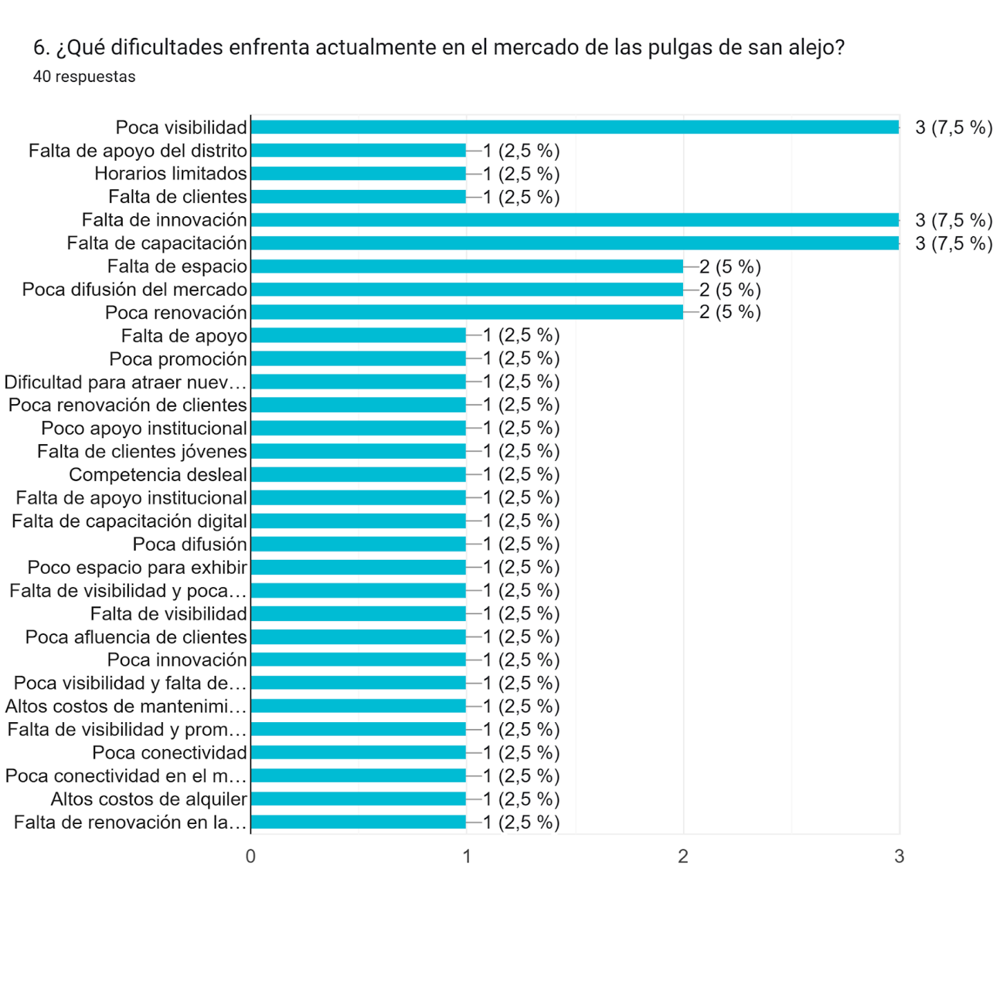 6. ¿Qué dificultades enfrenta actualmente en el mercado de las pulgas de san alejo?
40 respuestas
Poca visibilidad 3 (7,5 %)
Falta de apoyo del distrito 1 (2,5 %)
Horarios limitados 1 (2,5 %)
Falta de clientes 1 (2,5 %)
Falta de innovación 3 (7,5 %)
Falta de capacitación 3 (7,5 %)
Falta de espacio 2 (5 %)
Poca difusión del mercado 2 (5 %)
Poca renovación 2 (5 %)
Falta de apoyo 1 (2,5 %)
Poca promoción 1 (2,5 %)
Dificultad para atraer nuev… 1 (2,5 %)
Poca renovación de clientes 1 (2,5 %)
Poco apoyo institucional 1 (2,5 %)
Falta de clientes jóvenes 1 (2,5 %)
Competencia desleal 1 (2,5 %)
Falta de apoyo institucional 1 (2,5 %)
Falta de capacitación digital 1 (2,5 %)
Poca difusión 1 (2,5 %)
Poco espacio para exhibir 1 (2,5 %)
Falta de visibilidad y poca… 1 (2,5 %)
Falta de visibilidad 1 (2,5 %)
Poca afluencia de clientes 1 (2,5 %)
Poca innovación 1 (2,5 %)
Poca visibilidad y falta de… 1 (2,5 %)
Altos costos de mantenimi… 1 (2,5 %)
Falta de visibilidad y prom… 1 (2,5 %)
Poca conectividad 1 (2,5 %)
Poca conectividad en el m… 1 (2,5 %)
Altos costos de alquiler 1 (2,5 %)
Falta de renovación en la… 1 (2,5 %)
0 1 2 3